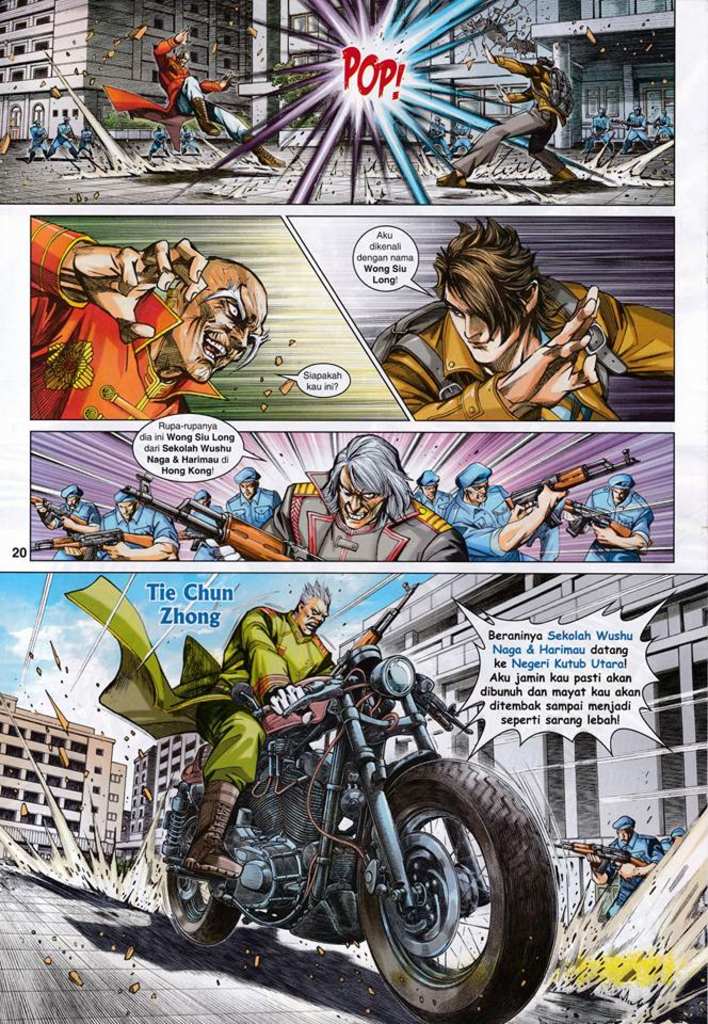 POP!
Siapakah
kau ini?
Aku
dikenali
dengan nama
Wong Siu
Long!
Rupa-rupanya
dia ini Wong Siu Long
dari Sekolah Wushu
Naga & Harimau di
Hong Kong!
20
Tie Chun
Zhong
Beraninya Sekolah Wushu
Naga & Harimau datang
ke Negeri Kutub Utara!
Aku jamin kau pasti akan
dibunuh dan mayat kau akan
ditembak sampai menjadi
seperti sarang lebah!